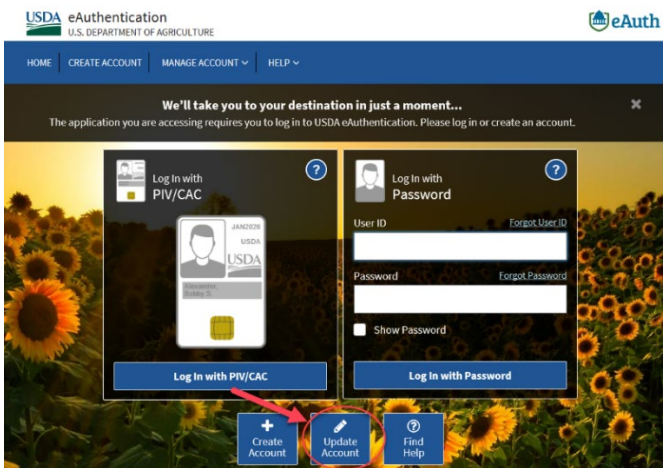 USDA eAuthentication
U.S. DEPARTMENT OF AGRICULTURE
eAuth
HOME CREATE ACCOUNT MANAGE ACCOUNT HELP
We'll take you to your destination in just a moment...
The application you are accessing requires you to log in to USDA eAuthentication. Please log in or create an account.
Log In with
PIV/CAC
?
JAN2020
USDA
USDA
Alexander,
Bobby S.
Log In with PIV/CAC
Log In with
Password
?
User ID Forgot User ID
Password Forgot Password
Show Password
Log In with Password
Create
Account
Update
Account
?
Find
Help